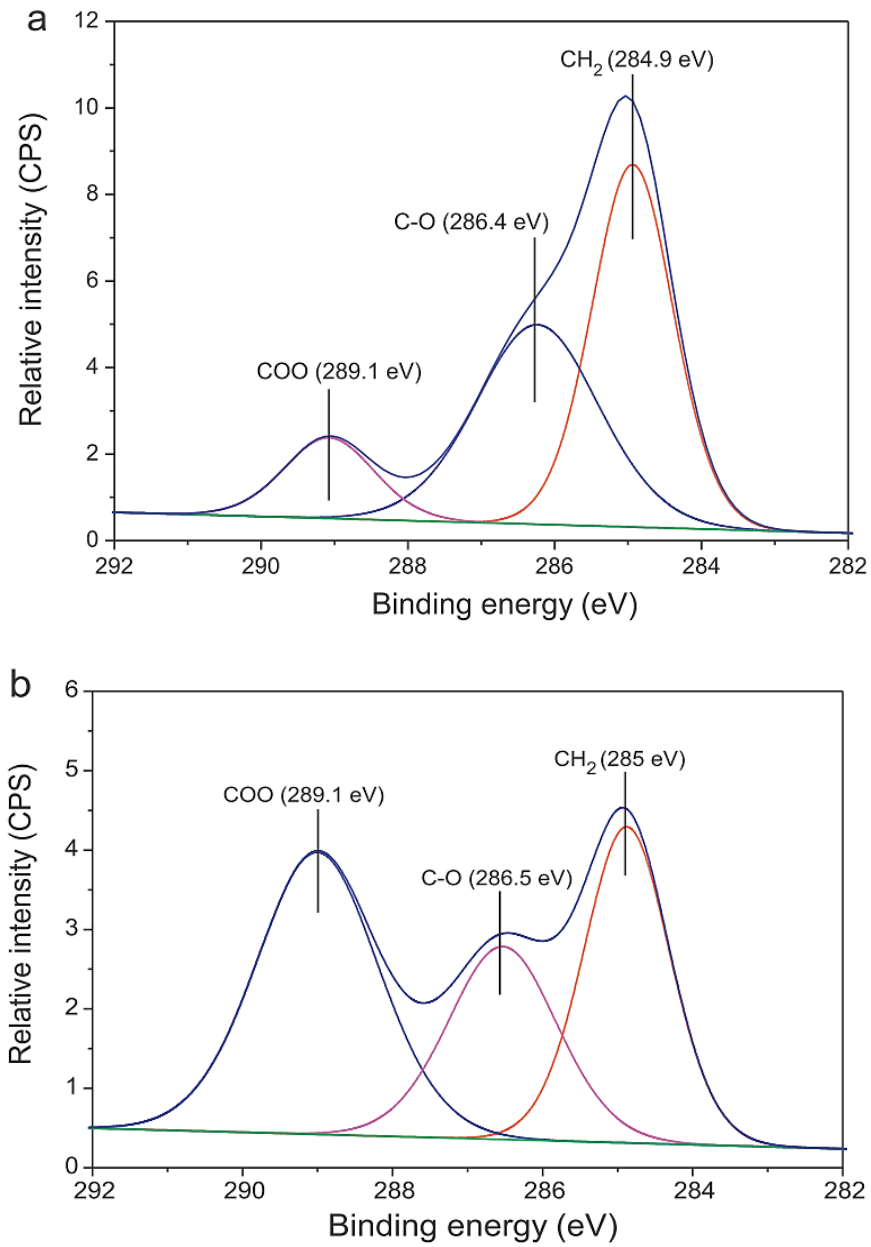 a
12
10
8
6
4
2
0
Relative intensity (CPS)
CH2 (284.9 eV)
C-O (286.4 eV)
COO (289.1 eV)
292 290 288 286 284 282
Binding energy (eV)
b
6
5
4
3
2
1
0
Relative intensity (CPS)
CH2 (285 eV)
COO (289.1 eV)
C-O (286.5 eV)
292 290 288 286 284 282
Binding energy (eV)